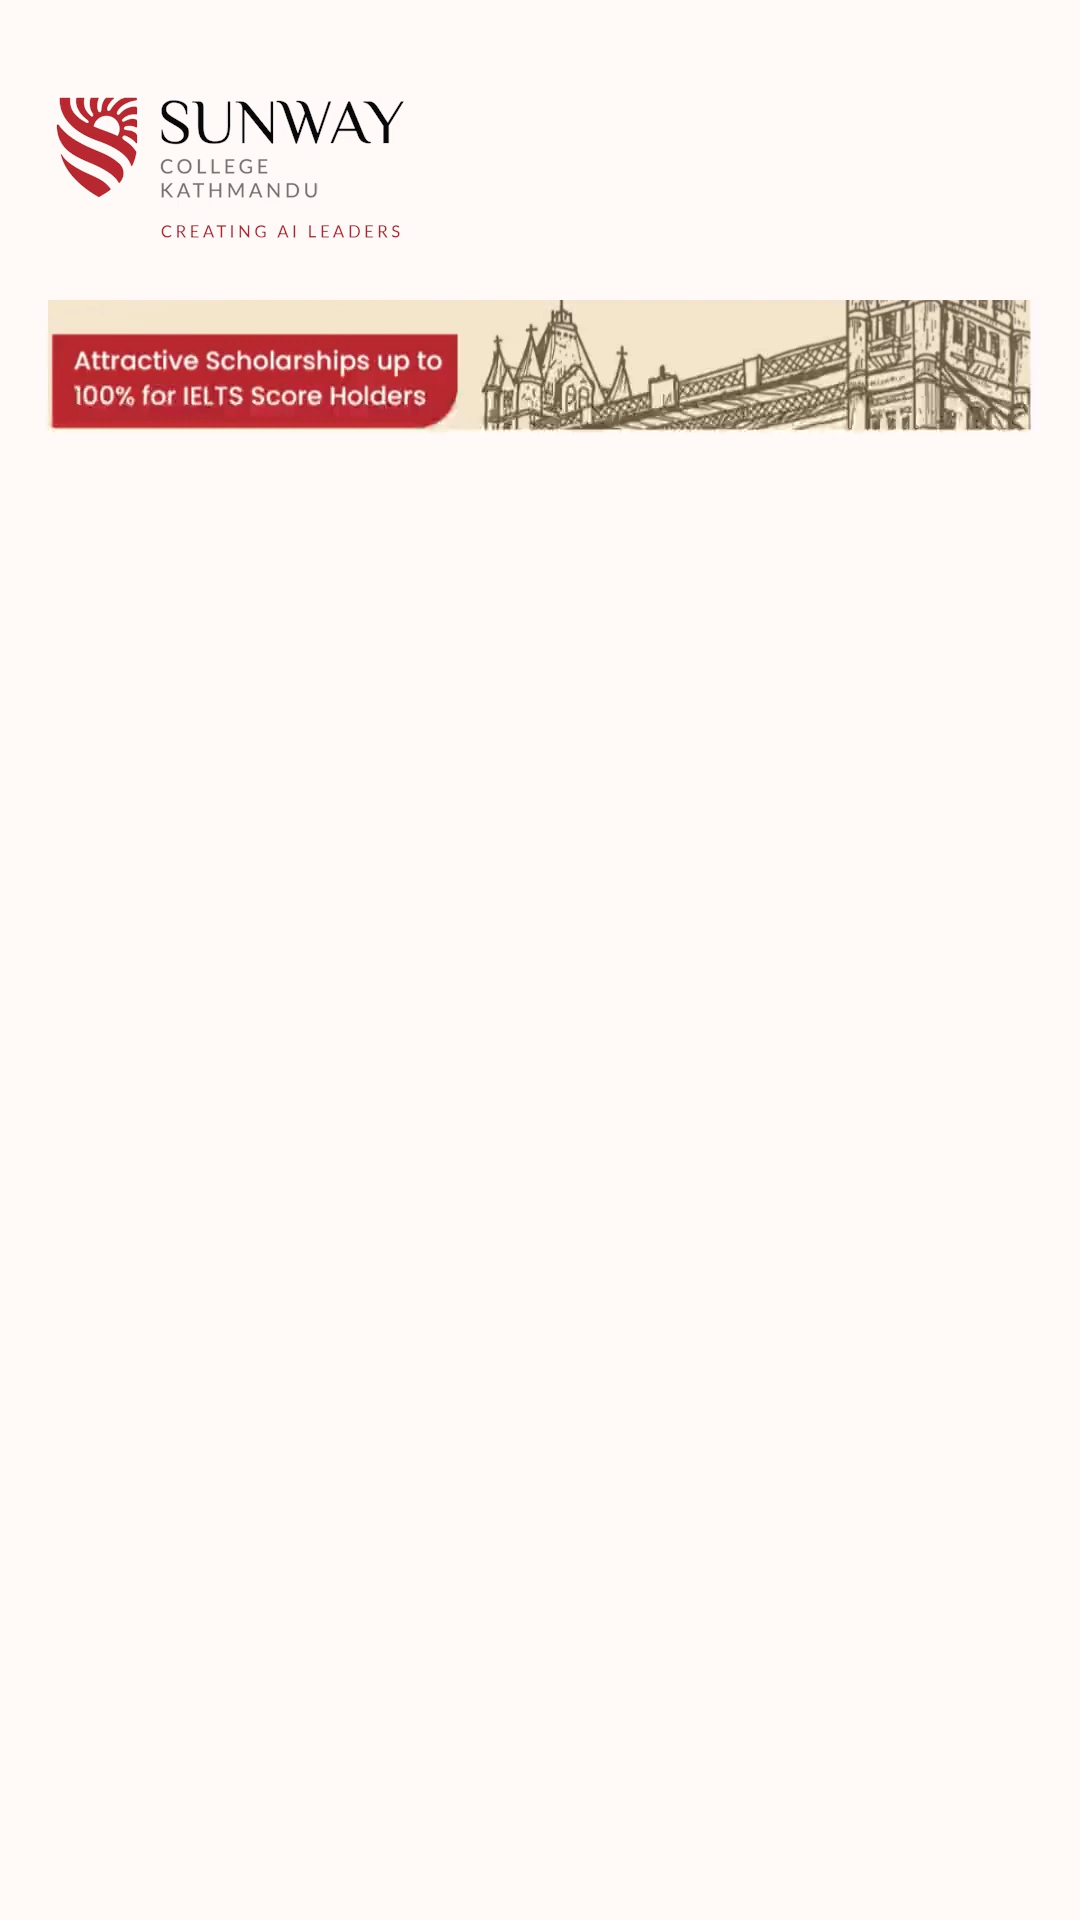 SUNWAY
COLLEGE
KATHMANDU
CREATING AI LEADERS
Attractive Scholarships up to
100% for IELTS Score Holders